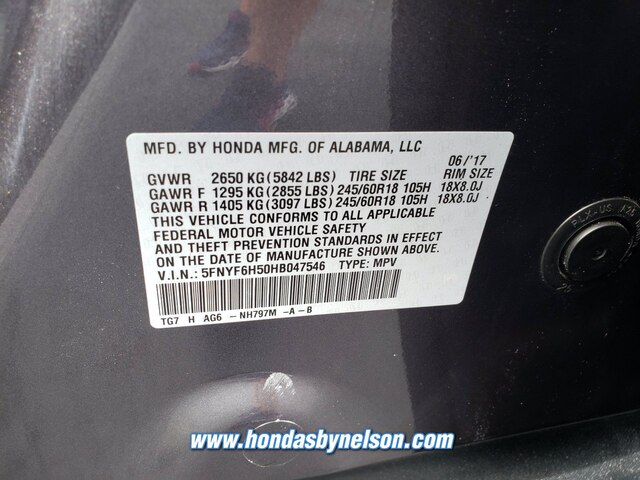 MFD. BY HONDA MFG. OF ALABAMA, LLC
06/'17
GVWR 2650 KG (5842 LBS) TIRE SIZE RIM SIZE
GAWR F 1295 KG (2855 LBS) 245/60R18 105H 18X8.0J
GAWR R 1405 KG (3097 LBS) 245/60R18 105H 18X8.0J
THIS VEHICLE CONFORMS TO ALL APPLICABLE
FEDERAL MOTOR VEHICLE SAFETY
AND THEFT PREVENTION STANDARDS IN EFFECT
ON THE DATE OF MANUFACTURE SHOWN ABOVE.
V.I.N.: 5FNYF6H50HB047546 TYPE: MPV
TG7 H AG6 -NH797M -A-B
www.hondasbynelson.com